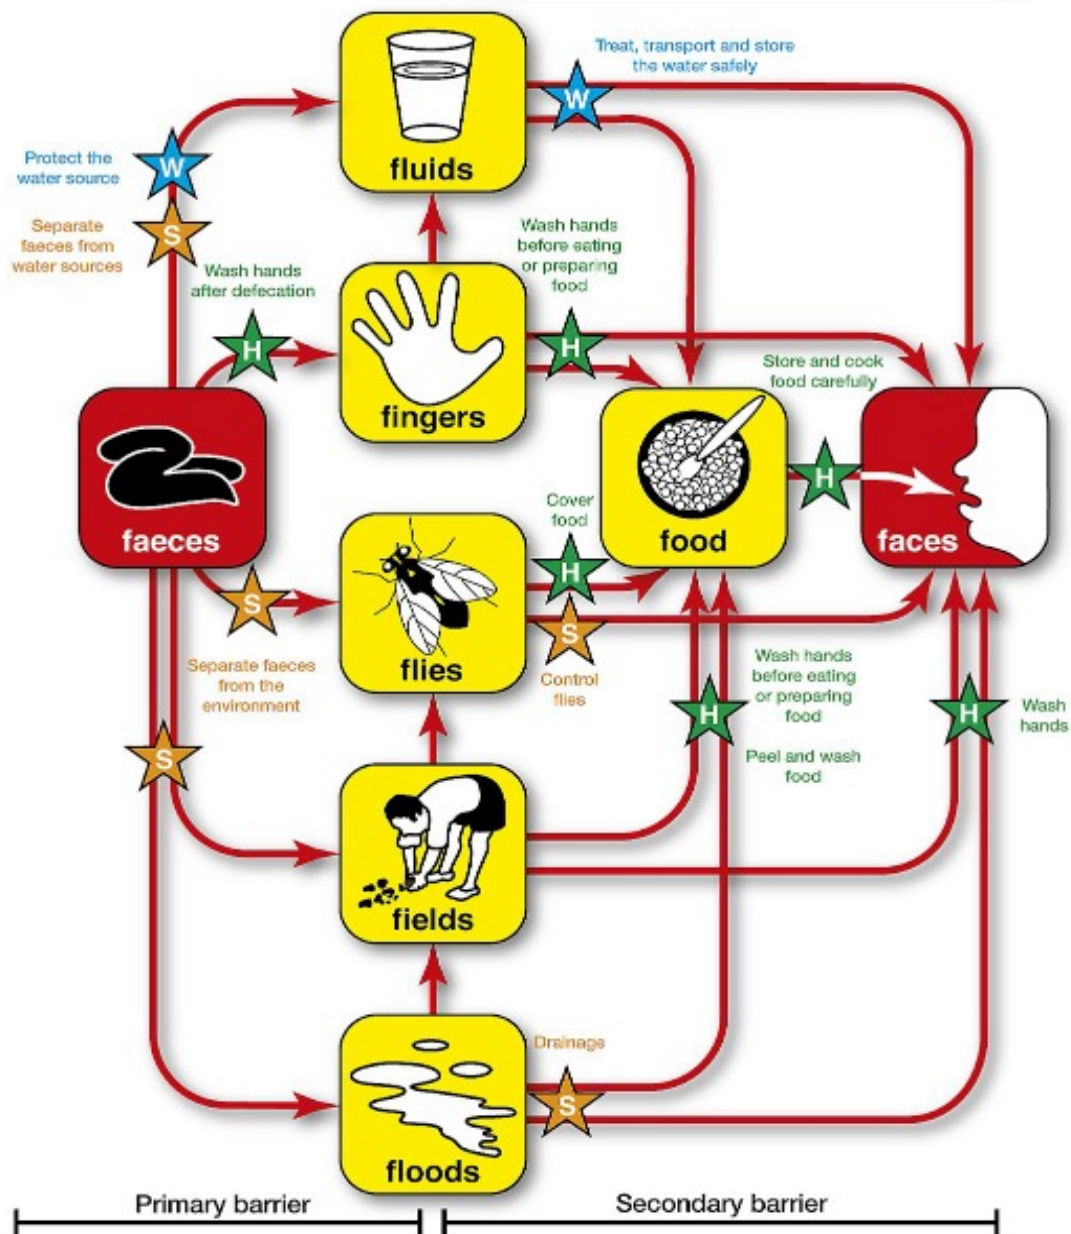 Treat, transport and store
the water safely
W
fluids
Protect the
water source
W
Separate
faeces from
water sources
S
Wash hands
after defecation
H
Wash hands
before eating
or preparing
food
H
fingers
Store and cook
food carefully
H
faeces
food
faces
Cover
food
H
S
Control
flies
S
Separate faeces
from the
environment
flies
S
Wash hands
before eating
or preparing
food
H
Peel and wash
food
H
Wash
hands
fields
Drainage
S
floods
Primary barrier
Secondary barrier